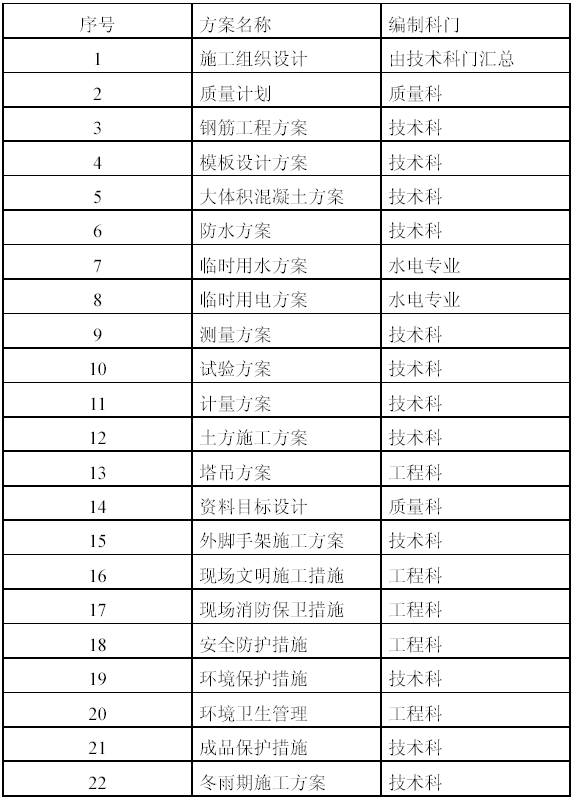 序号 方案名称 编制科门
1 施工组织设计 由技术科门汇总
2 质量计划 质量科
3 钢筋工程方案 技术科
4 模板设计方案 技术科
5 大体积混凝土方案 技术科
6 防水方案 技术科
7 临时用水方案 水电专业
8 临时用电方案 水电专业
9 测量方案 技术科
10 试验方案 技术科
11 计量方案 技术科
12 土方施工方案 技术科
13 塔吊方案 工程科
14 资料目标设计 质量科
15 外脚手架施工方案 技术科
16 现场文明施工措施 工程科
17 现场消防保卫措施 工程科
18 安全防护措施 工程科
19 环境保护措施 技术科
20 环境卫生管理 工程科
21 成品保护措施 技术科
22 冬雨期施工方案 技术科